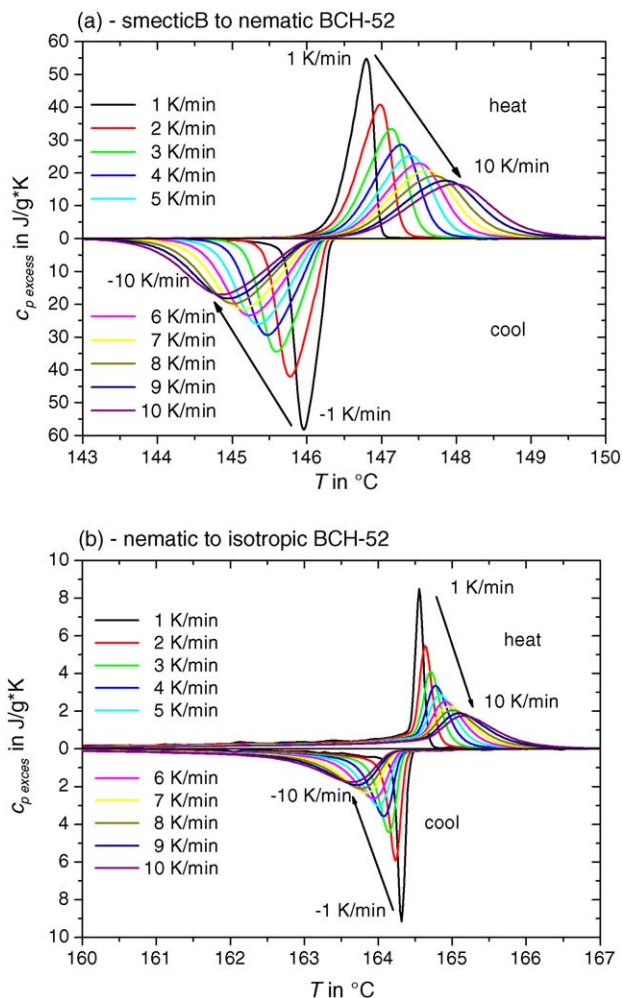 (a) - smecticB to nematic BCH-52
60
50
40
30
20
10
0
10
20
30
40
50
60
c_p excess in J/g*K
1 K/min
2 K/min
3 K/min
4 K/min
5 K/min
6 K/min
7 K/min
8 K/min
9 K/min
10 K/min
1 K/min
heat
10 K/min
-10 K/min
cool
-1 K/min
143 144 145 146 147 148 149 150
T in °C
(b) - nematic to isotropic BCH-52
10
8
6
4
2
0
2
4
6
8
10
c_p exces in J/g*K
1 K/min
2 K/min
3 K/min
4 K/min
5 K/min
6 K/min
7 K/min
8 K/min
9 K/min
10 K/min
1 K/min
heat
10 K/min
-10 K/min
cool
-1 K/min
160 161 162 163 164 165 166 167
T in °C